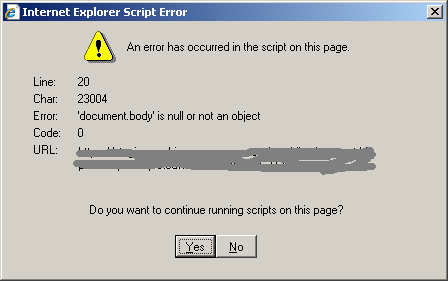 Internet Explorer Script Error
An error has occurred in the script on this page.
Line: 20
Char: 23004
Error: 'document.body' is null or not an object
Code: 0
URL:
Do you want to continue running scripts on this page?
Yes No